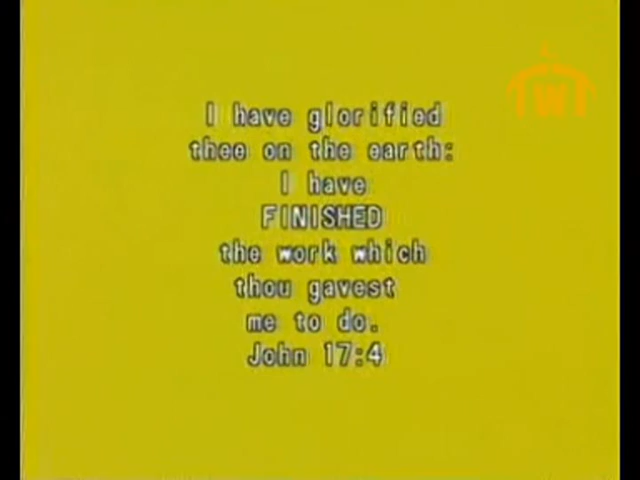 W
I have glorified
thee on the earth:
I have
FINISHED
the work which
thou gavest
me to do.
John 17:4